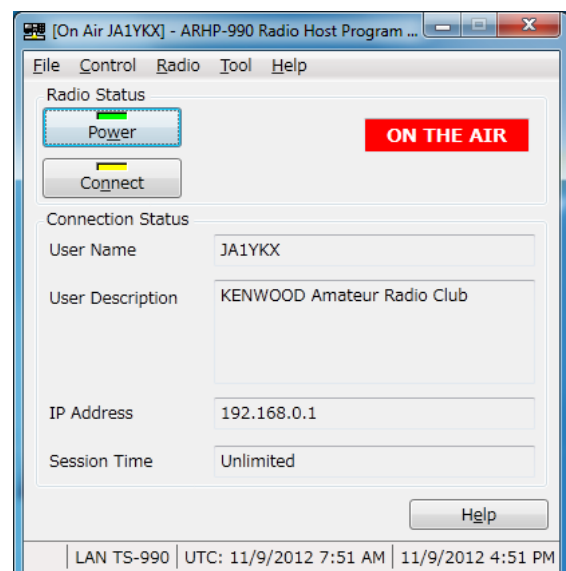 [On Air JA1YKX] - ARHP-990 Radio Host Program ...
File Control Radio Tool Help
Radio Status
Power
ON THE AIR
Connect
Connection Status
User Name JA1YKX
User Description KENWOOD Amateur Radio Club
IP Address 192.168.0.1
Session Time Unlimited
Help
LAN TS-990 UTC: 11/9/2012 7:51 AM 11/9/2012 4:51 PM